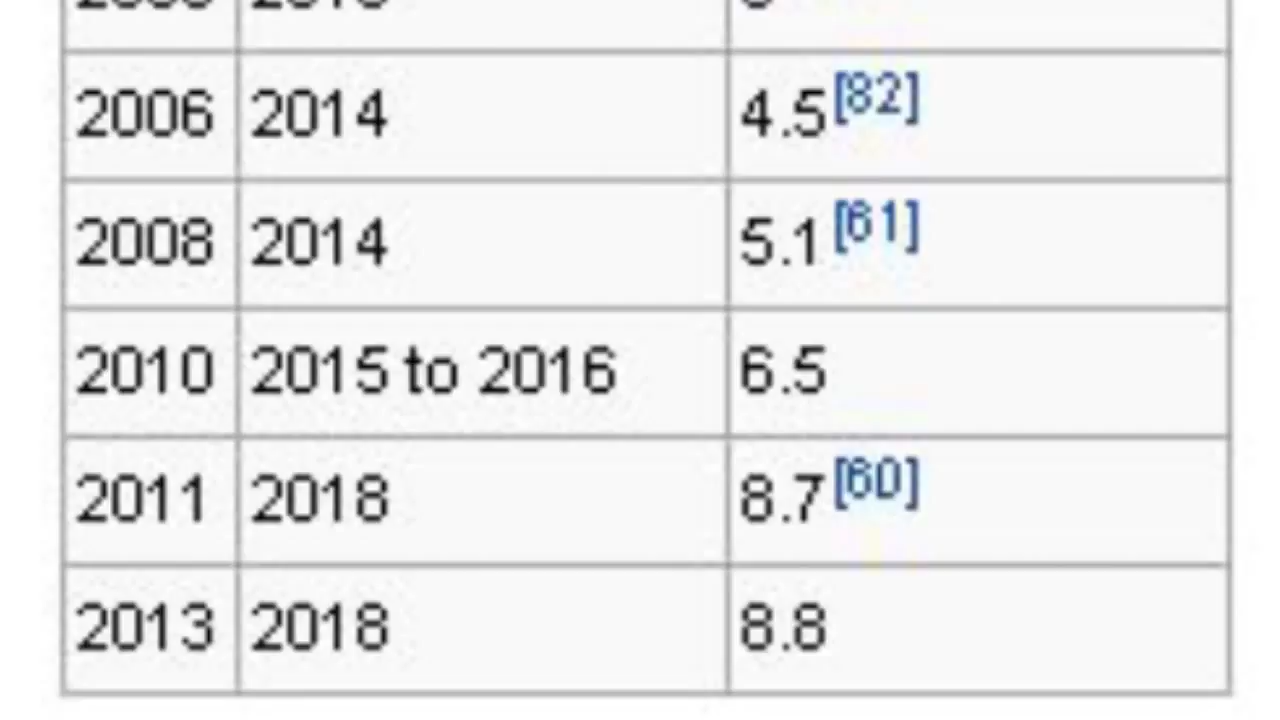 2006 2014 4.5[82]
2008 2014 5.1[61]
2010 2015 to 2016 6.5
2011 2018 8.7[60]
2013 2018 8.8